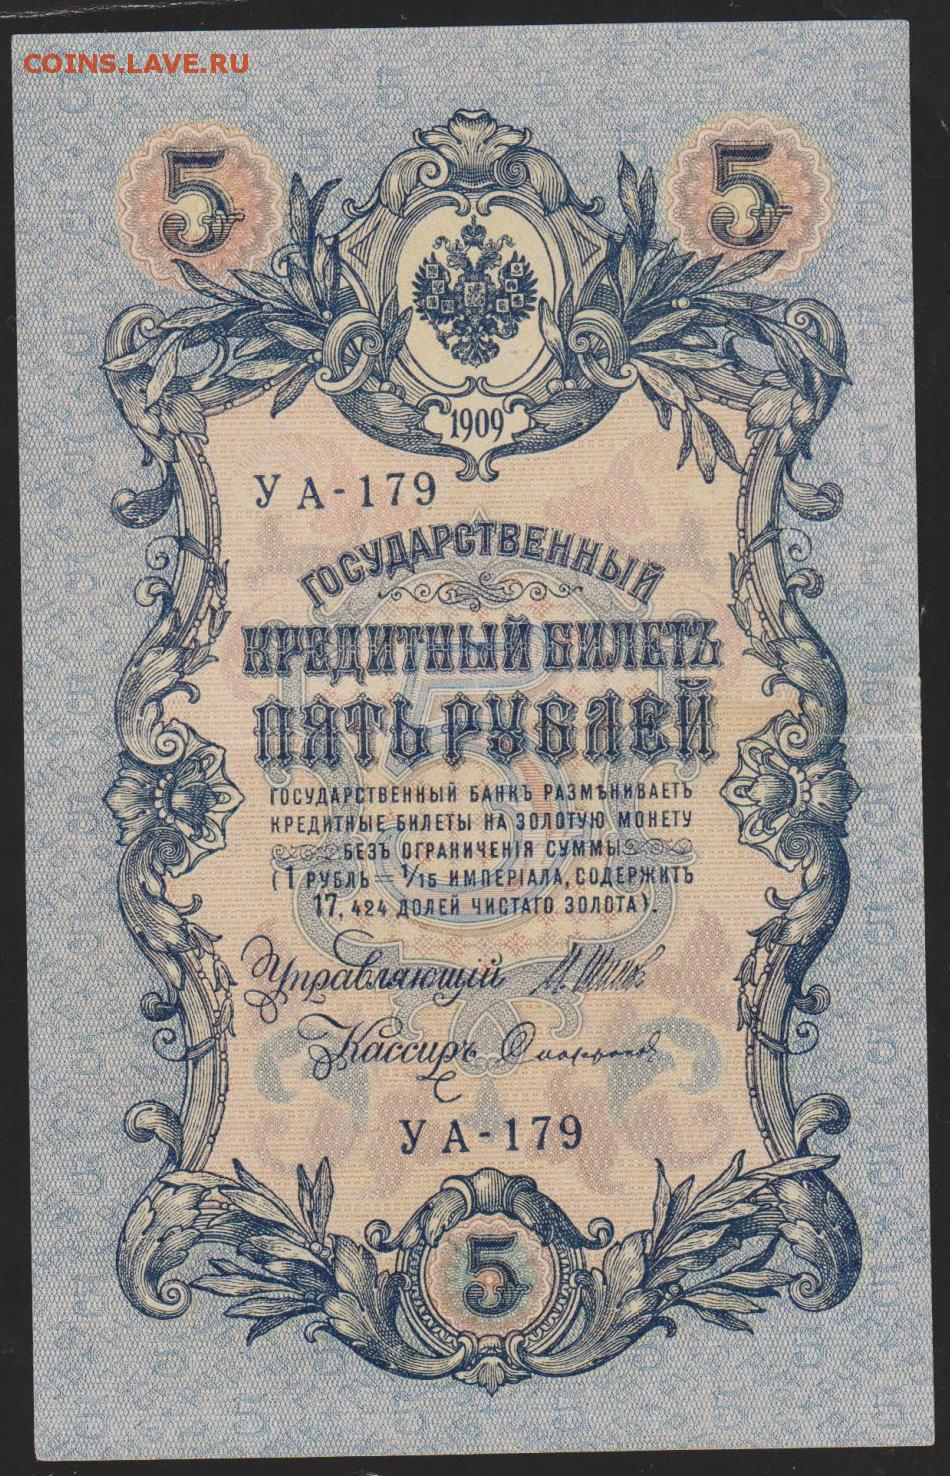 COINS.LAVE.RU
5 5
1909
УА-179
ГОСУДАРСТВЕННЫЙ
КРЕДИТНЫЙ БИЛЕТЪ
ПЯТЬ РУБЛЕЙ
ГОСУДАРСТВЕННЫЙ БАНКЪ РАЗМѢНИВАЕТЪ
КРЕДИТНЫЕ БИЛЕТЫ НА ЗОЛОТУЮ МОНЕТУ
БЕЗЪ ОГРАНИЧЕНІЯ СУММЫ
(1 РУБЛЬ = 1/15 ИМПЕРІАЛА, СОДЕРЖИТЪ
17,424 ДОЛЕЙ ЧИСТАГО ЗОЛОТА).
Управляющій
Кассиръ
УА-179
5